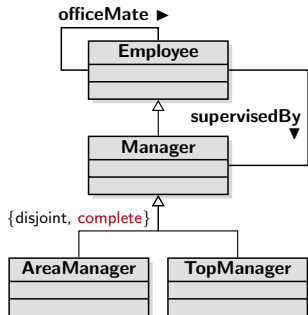 officeMate ►
Employee
supervisedBy
▼
Manager
{disjoint, complete}
AreaManager
TopManager